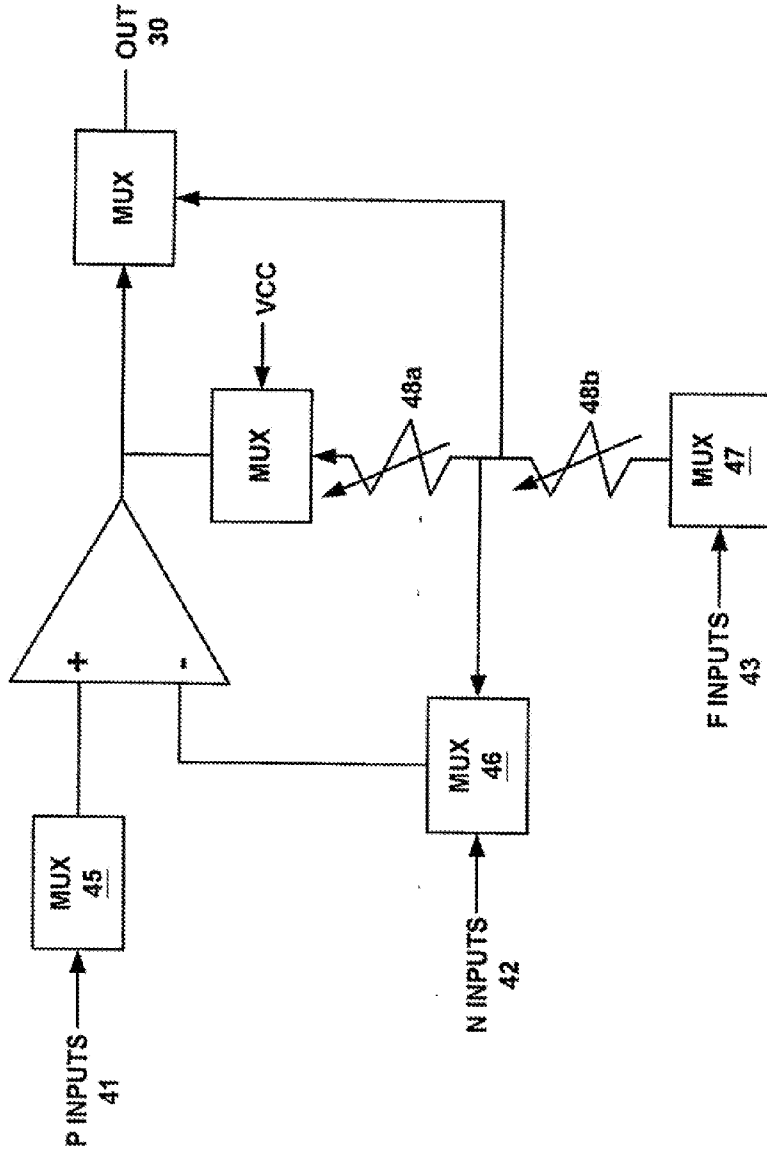 P INPUTS
41
MUX
45
+
-
N INPUTS
42
MUX
46
MUX
VCC
48a
48b
F INPUTS
43
MUX
47
MUX
OUT
30